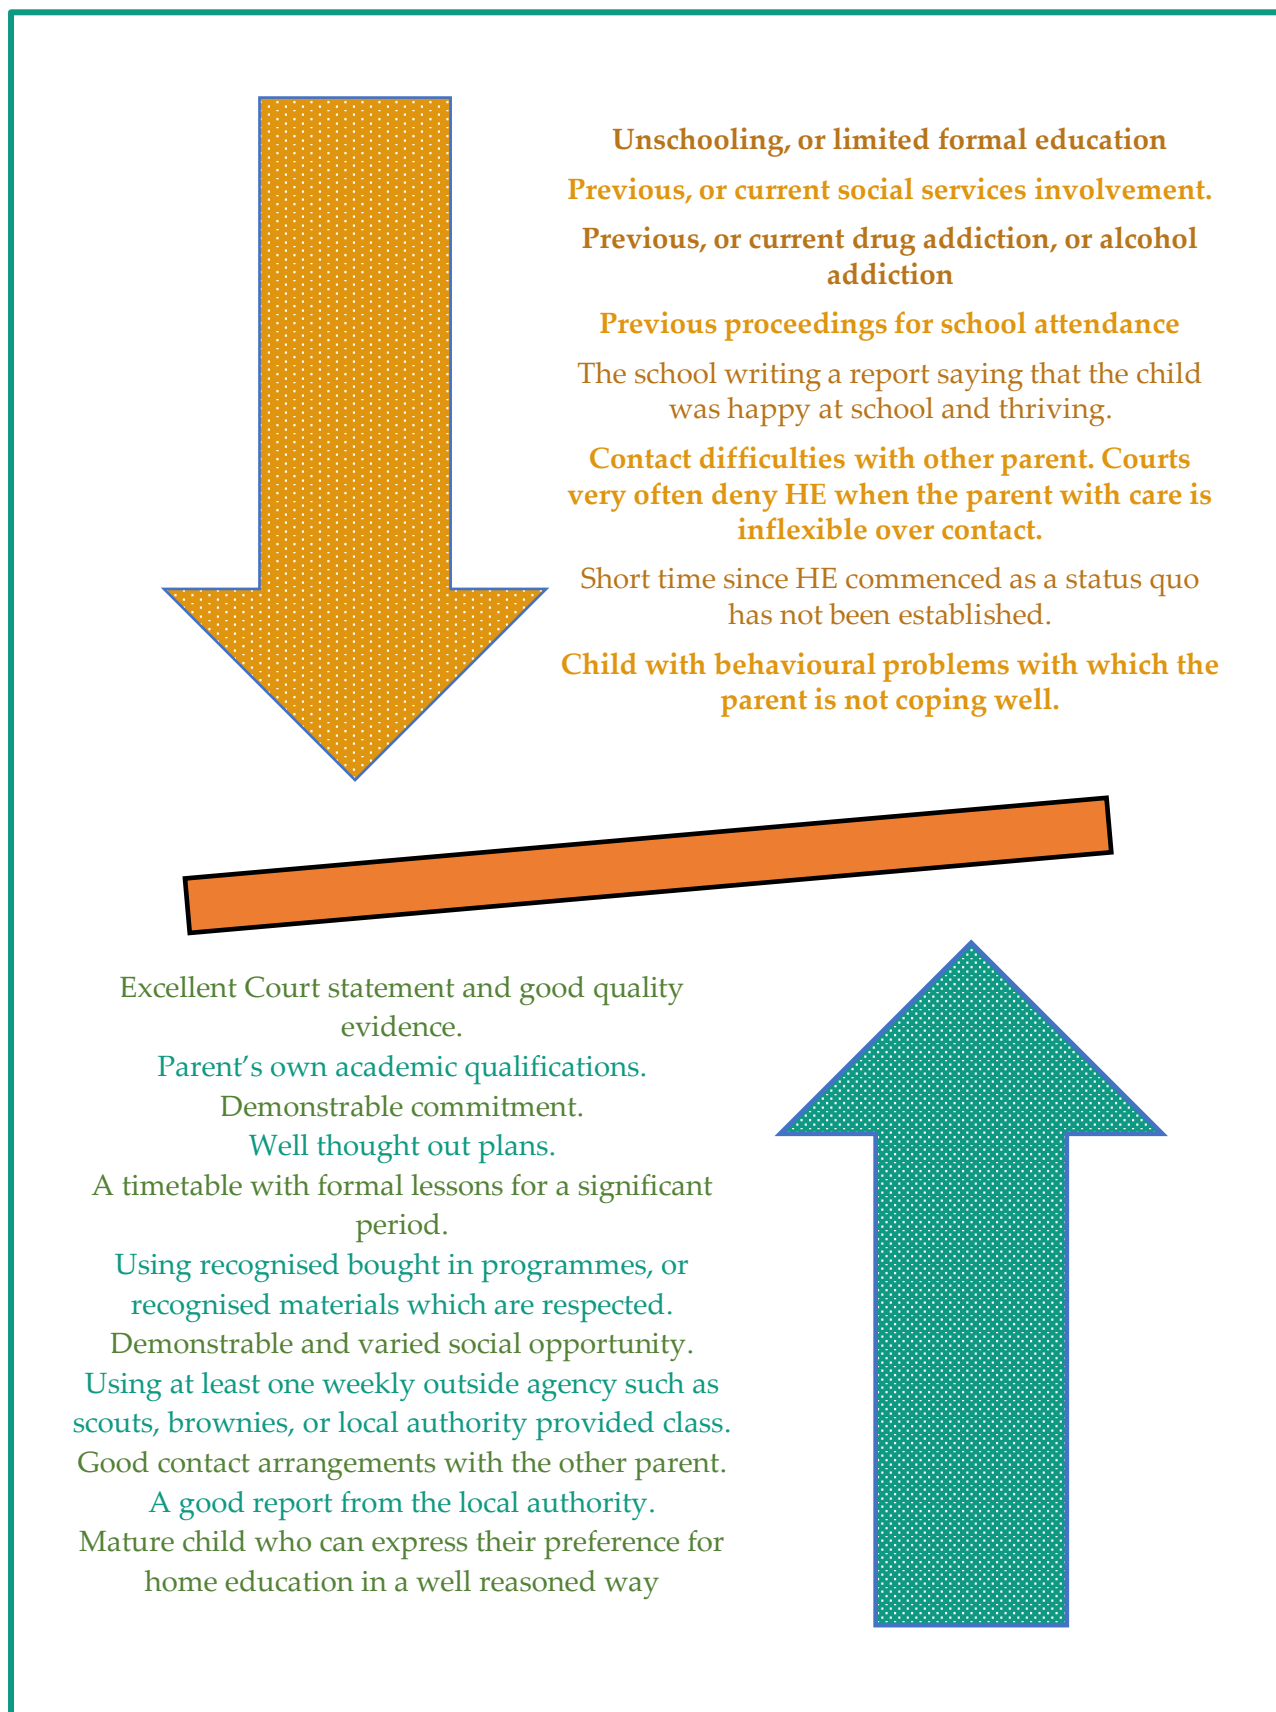 Unschooling, or limited formal education
Previous, or current social services involvement.
Previous, or current drug addiction, or alcohol
addiction
Previous proceedings for school attendance
The school writing a report saying that the child
was happy at school and thriving.
Contact difficulties with other parent. Courts
very often deny HE when the parent with care is
inflexible over contact.
Short time since HE commenced as a status quo
has not been established.
Child with behavioural problems with which the
parent is not coping well.
Excellent Court statement and good quality
evidence.
Parent’s own academic qualifications.
Demonstrable commitment.
Well thought out plans.
A timetable with formal lessons for a significant
period.
Using recognised bought in programmes, or
recognised materials which are respected.
Demonstrable and varied social opportunity.
Using at least one weekly outside agency such as
scouts, brownies, or local authority provided class.
Good contact arrangements with the other parent.
A good report from the local authority.
Mature child who can express their preference for
home education in a well reasoned way